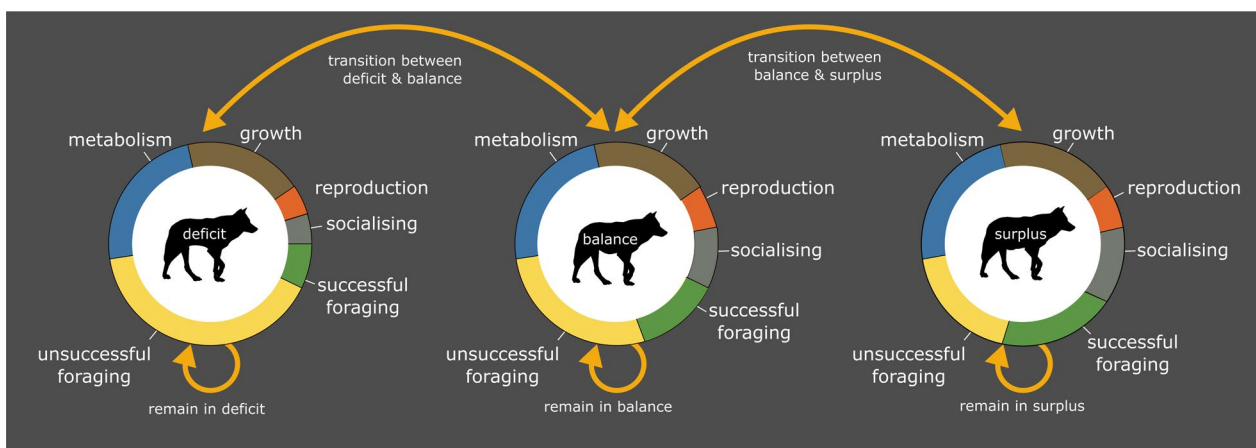 transition between
deficit & balance
transition between
balance & surplus
metabolism
growth
reproduction
socialising
successful
foraging
unsuccessful
foraging
deficit
remain in deficit
metabolism
growth
reproduction
socialising
successful
foraging
unsuccessful
foraging
balance
remain in balance
growth
reproduction
socialising
successful
foraging
unsuccessful
foraging
metabolism
surplus
remain in surplus